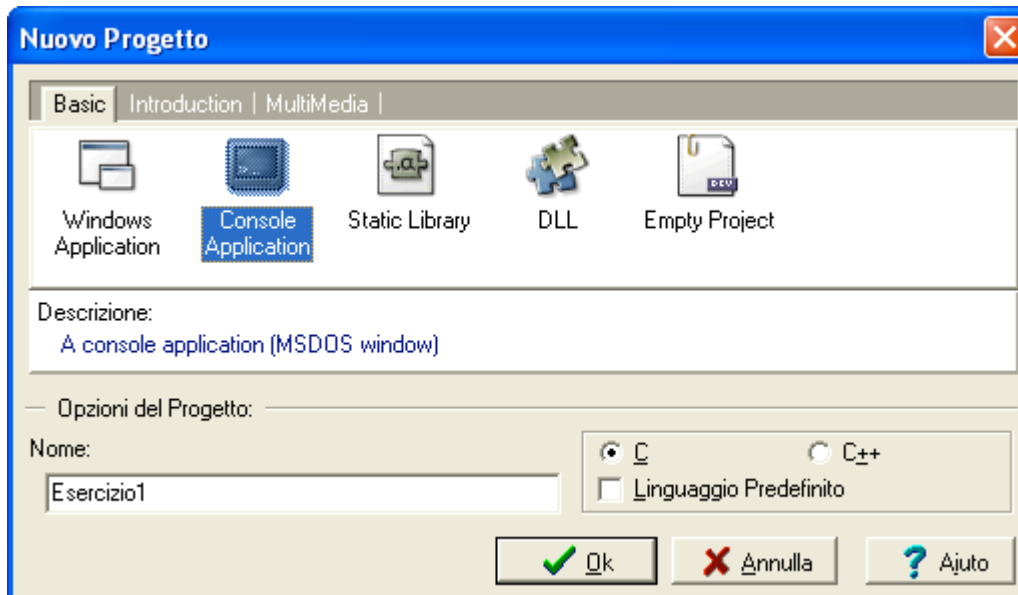 Nuovo Progetto
Basic Introduction MultiMedia
Windows Application
Console Application
Static Library
DLL
Empty Project
Descrizione:
A console application (MSDOS window)
Opzioni del Progetto:
Nome:
Esercizio1
C C++
Linguaggio Predefinito
Ok Annulla Aiuto